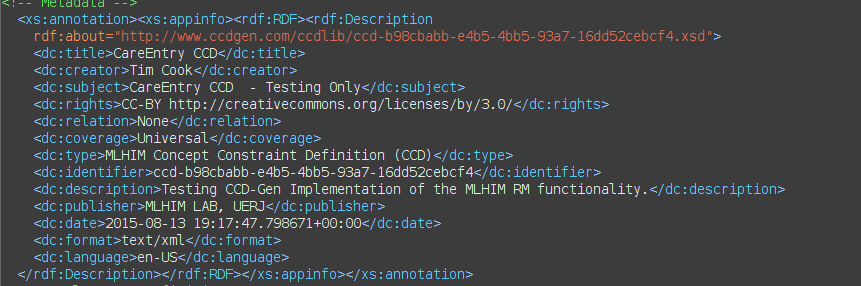 <!-- Metadata -->
<xs:annotation><xs:appinfo><rdf:RDF><rdf:Description
rdf:about="http://www.ccdgen.com/ccdlib/ccd-b98cbabb-e4b5-4bb5-93a7-16dd52cebcf4.xsd">
<dc:title>CareEntry CCD</dc:title>
<dc:creator>Tim Cook</dc:creator>
<dc:subject>CareEntry CCD  - Testing Only</dc:subject>
<dc:rights>CC-BY http://creativecommons.org/licenses/by/3.0/</dc:rights>
<dc:relation>None</dc:relation>
<dc:coverage>Universal</dc:coverage>
<dc:type>MLHIM Concept Constraint Definition (CCD)</dc:type>
<dc:identifier>ccd-b98cbabb-e4b5-4bb5-93a7-16dd52cebcf4</dc:identifier>
<dc:description>Testing CCD-Gen Implementation of the MLHIM RM functionality.</dc:description>
<dc:publisher>MLHIM LAB, UERJ</dc:publisher>
<dc:date>2015-08-13 19:17:47.798671+00:00</dc:date>
<dc:format>text/xml</dc:format>
<dc:language>en-US</dc:language>
</rdf:Description></rdf:RDF></xs:appinfo></xs:annotation>